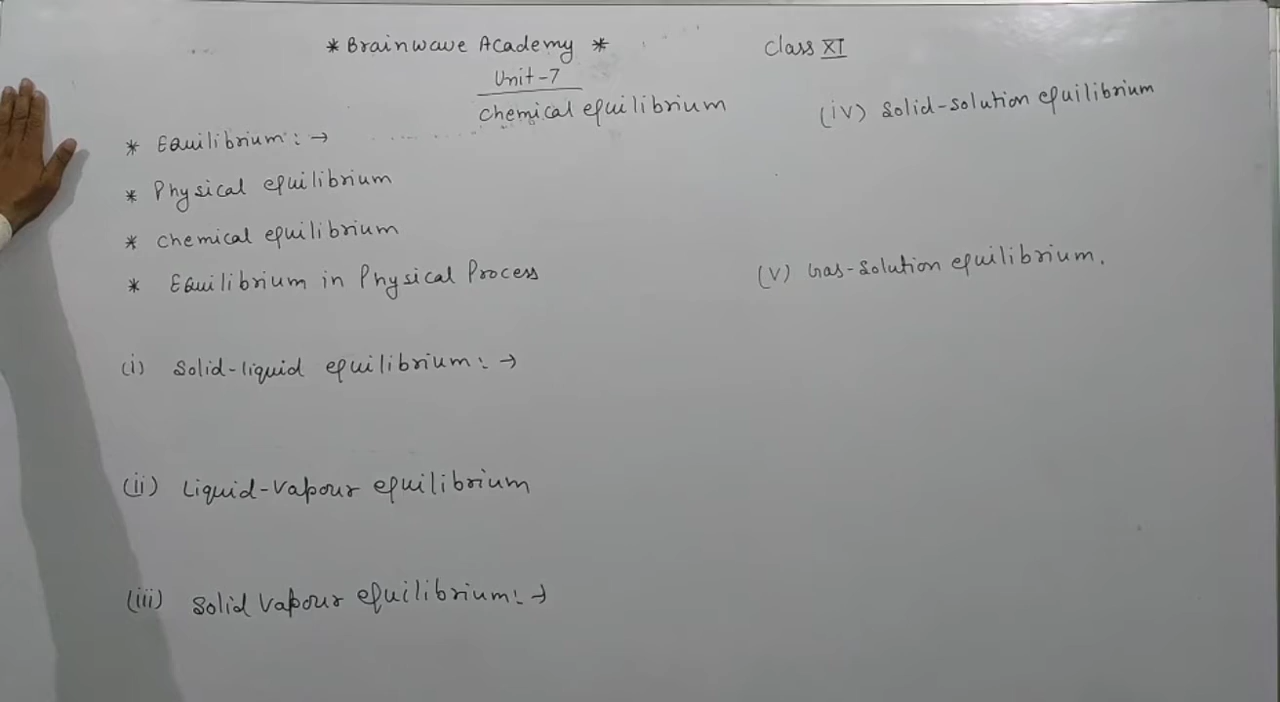 * Brainwave Academy *
Class XI
Unit-7
Chemical equilibrium
* Equilibrium : →
* Physical equilibrium
* Chemical equilibrium
* Equilibrium in Physical Process
(i) Solid-liquid equilibrium : →
(ii) Liquid-Vapour equilibrium
(iii) Solid Vapour equilibrium : →
(iv) Solid-solution equilibrium
(v) Gas-Solution equilibrium.